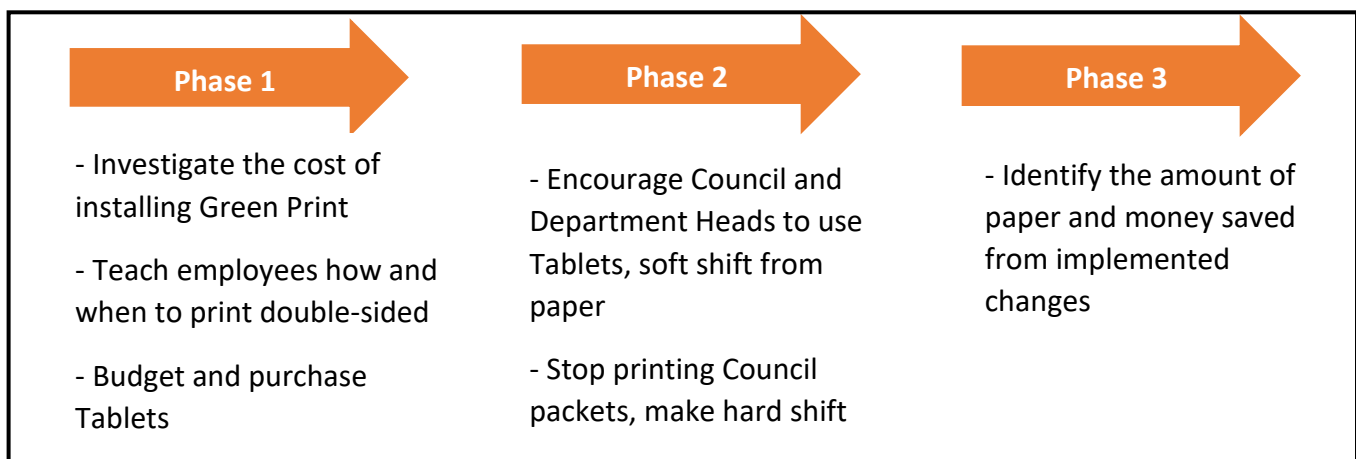 Phase 1
- Investigate the cost of
installing Green Print
- Teach employees how and
when to print double-sided
- Budget and purchase
Tablets
Phase 2
- Encourage Council and
Department Heads to use
Tablets, soft shift from
paper
- Stop printing Council
packets, make hard shift
Phase 3
- Identify the amount of
paper and money saved
from implemented
changes